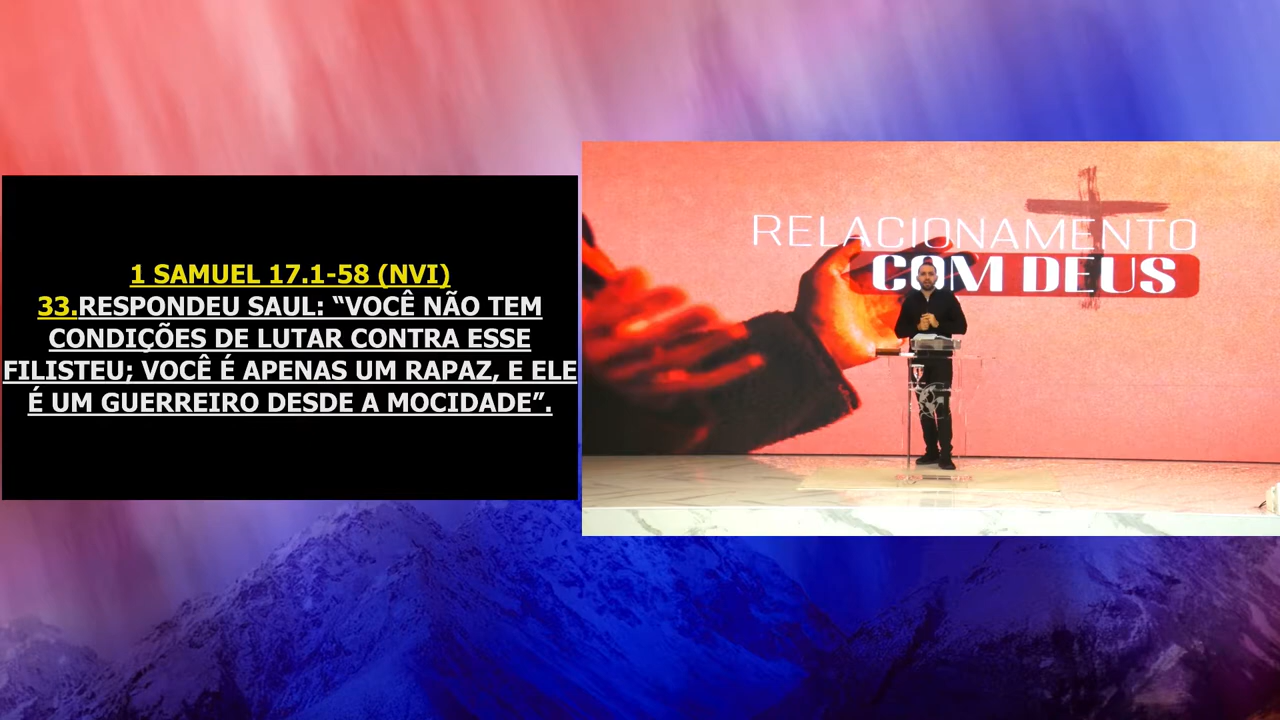 1 SAMUEL 17.1-58 (NVI)
33.RESPONDEU SAUL: “VOCÊ NÃO TEM
CONDIÇÕES DE LUTAR CONTRA ESSE
FILISTEU; VOCÊ É APENAS UM RAPAZ, E ELE
É UM GUERREIRO DESDE A MOCIDADE”.
RELACIONAMENTO
COM DEUS